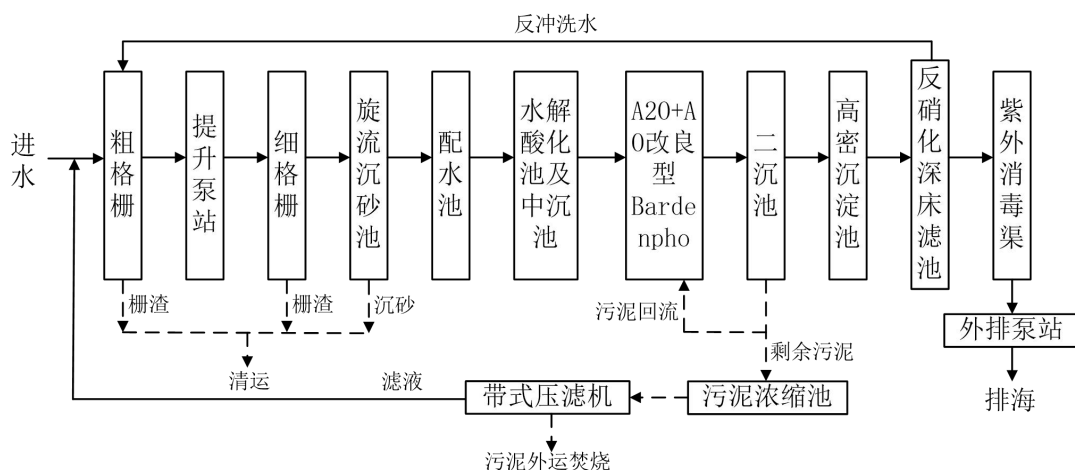 反冲洗水
进水
粗格栅
提升泵站
细格栅
旋流沉砂池
配水池
水解酸化池及中沉池
A2O+A
O改良
型
Barde
npho
二沉池
高密沉淀池
反硝化深床滤池
紫外消毒渠
栅渣
栅渣
沉砂
污泥回流
外排泵站
清运
剩余污泥
滤液
带式压滤机
污泥浓缩池
排海
污泥外运焚烧